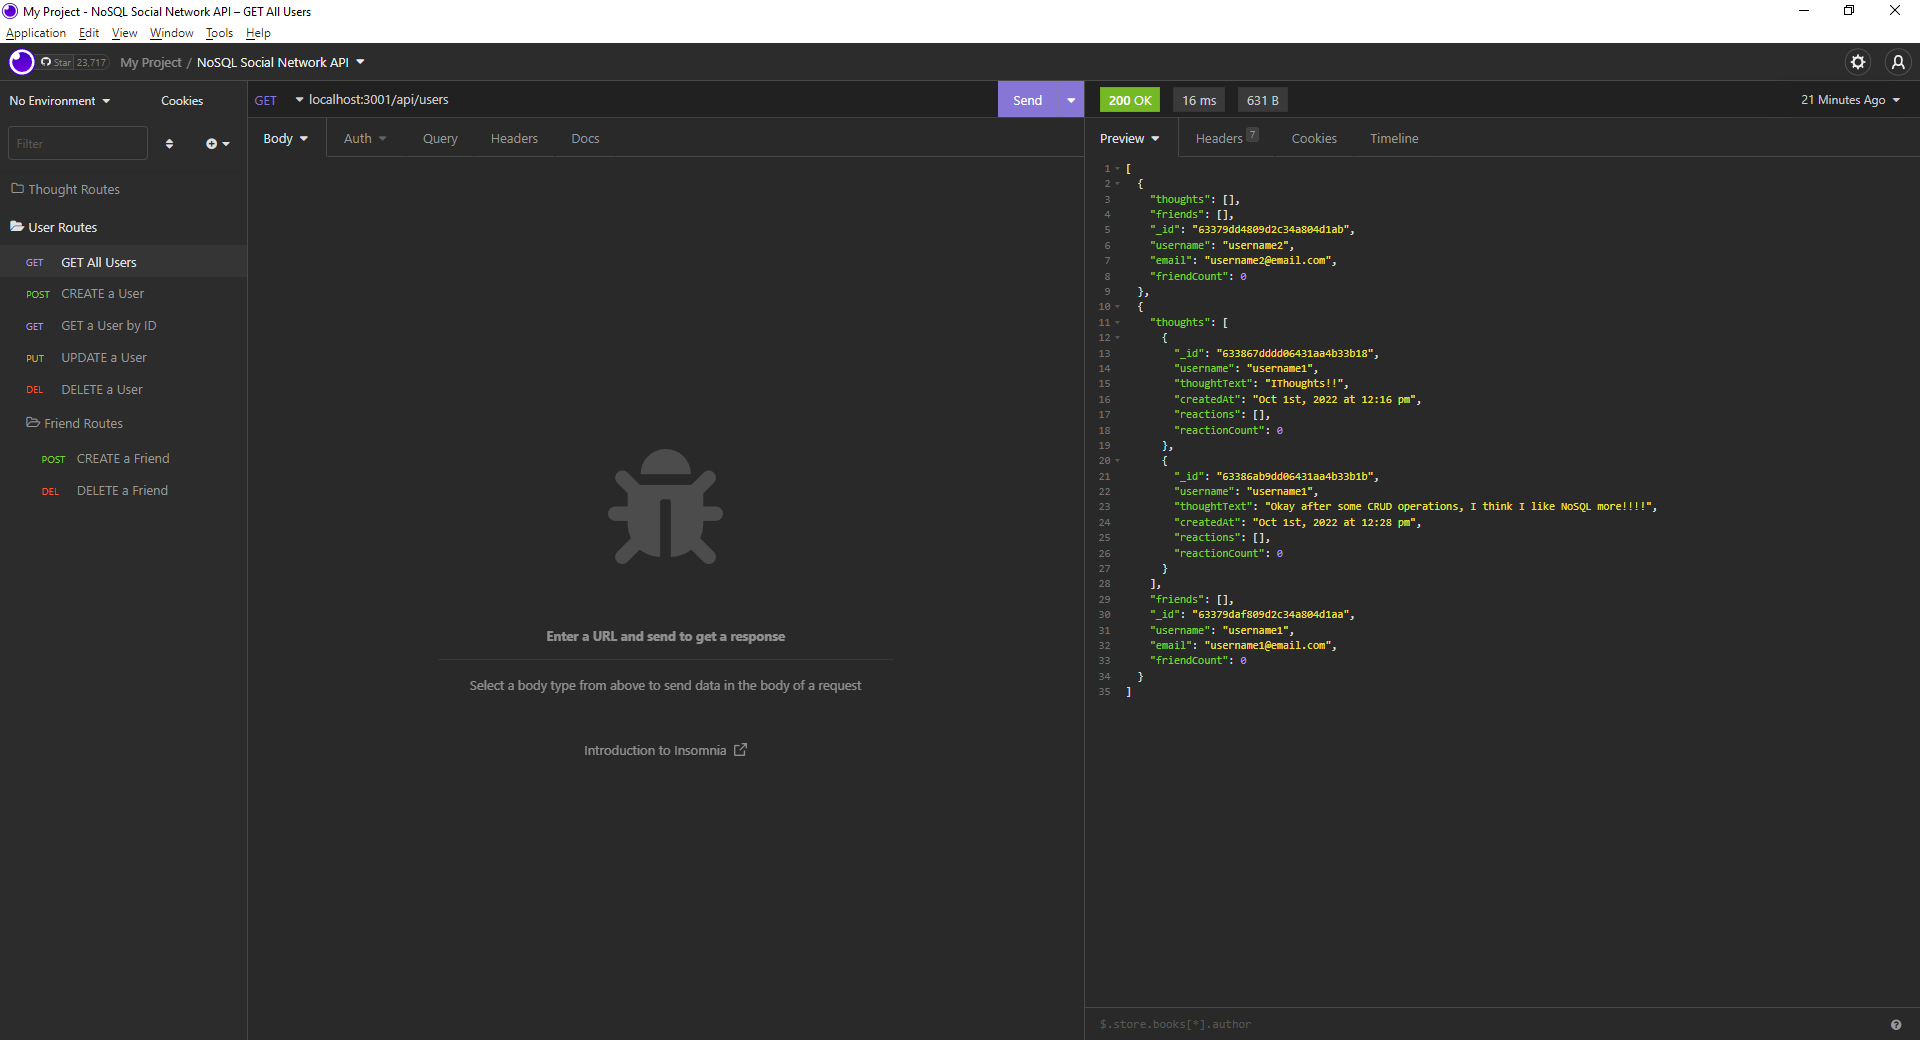 My Project - NoSQL Social Network API – GET All Users
Application Edit View Window Tools Help
Star 23,717 My Project / NoSQL Social Network API
No Environment Cookies
Filter
Thought Routes
User Routes
GET GET All Users
POST CREATE a User
GET GET a User by ID
PUT UPDATE a User
DEL DELETE a User
Friend Routes
POST CREATE a Friend
DEL DELETE a Friend
GET localhost:3001/api/users Send
Body Auth Query Headers Docs
Enter a URL and send to get a response
Select a body type from above to send data in the body of a request
Introduction to Insomnia
200 OK 16 ms 631 B 21 Minutes Ago
Preview Headers 7 Cookies Timeline
1 [
2 {
3 "thoughts": [],
4 "friends": [],
5 "_id": "63379dd4809d2c34a804d1ab",
6 "username": "username2",
7 "email": "username2@email.com",
8 "friendCount": 0
9 },
10 {
11 "thoughts": [
12 {
13 "_id": "633867dddd06431aa4b33b18",
14 "username": "username1",
15 "thoughtText": "IThoughts!!",
16 "createdAt": "Oct 1st, 2022 at 12:16 pm",
17 "reactions": [],
18 "reactionCount": 0
19 },
20 {
21 "_id": "63386ab9dd06431aa4b33b1b",
22 "username": "username1",
23 "thoughtText": "Okay after some CRUD operations, I think I like NoSQL more!!!!",
24 "createdAt": "Oct 1st, 2022 at 12:28 pm",
25 "reactions": [],
26 "reactionCount": 0
27 }
28 ],
29 "friends": [],
30 "_id": "63379daf809d2c34a804d1aa",
31 "username": "username1",
32 "email": "username1@email.com",
33 "friendCount": 0
34 }
35 ]
$.store.books[*].author